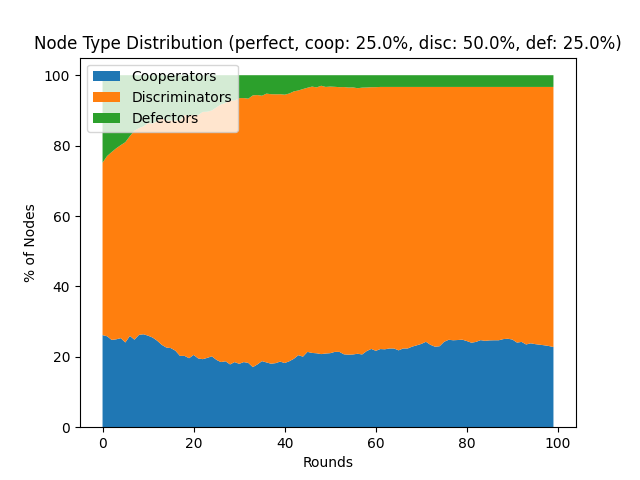 Node Type Distribution (perfect, coop: 25.0%, disc: 50.0%, def: 25.0%)
Cooperators
Discriminators
Defectors
% of Nodes
100
80
60
40
20
0
0 20 40 60 80 100
Rounds